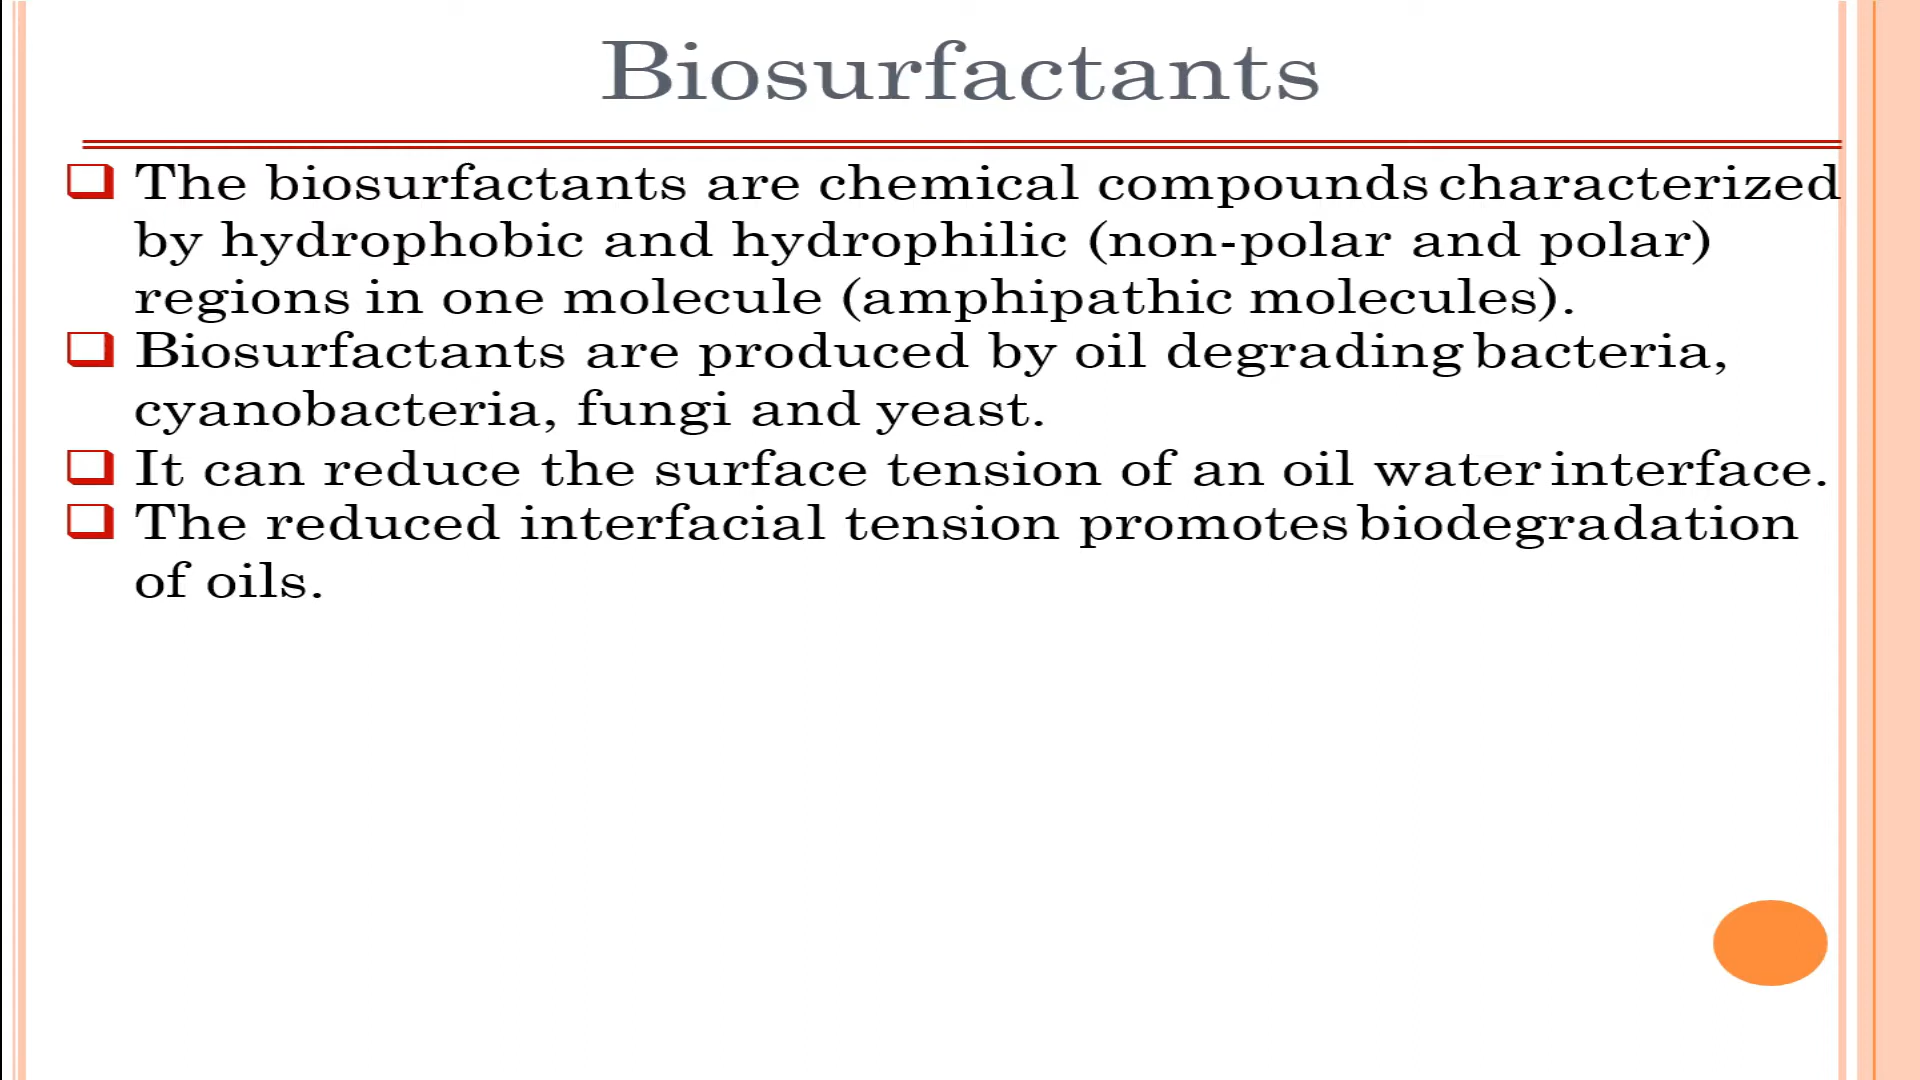 Biosurfactants
The biosurfactants are chemical compounds characterized
by hydrophobic and hydrophilic (non-polar and polar)
regions in one molecule (amphipathic molecules).
Biosurfactants are produced by oil degrading bacteria,
cyanobacteria, fungi and yeast.
It can reduce the surface tension of an oil water interface.
The reduced interfacial tension promotes biodegradation
of oils.